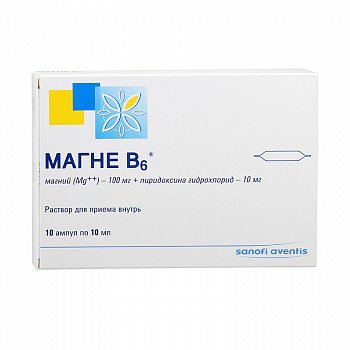 МАГНЕ B6®
магний (Mg++) – 100 мг + пиридоксина гидрохлорид – 10 мг
Раствор для приема внутрь
10 ампул по 10 мл
sanofi aventis